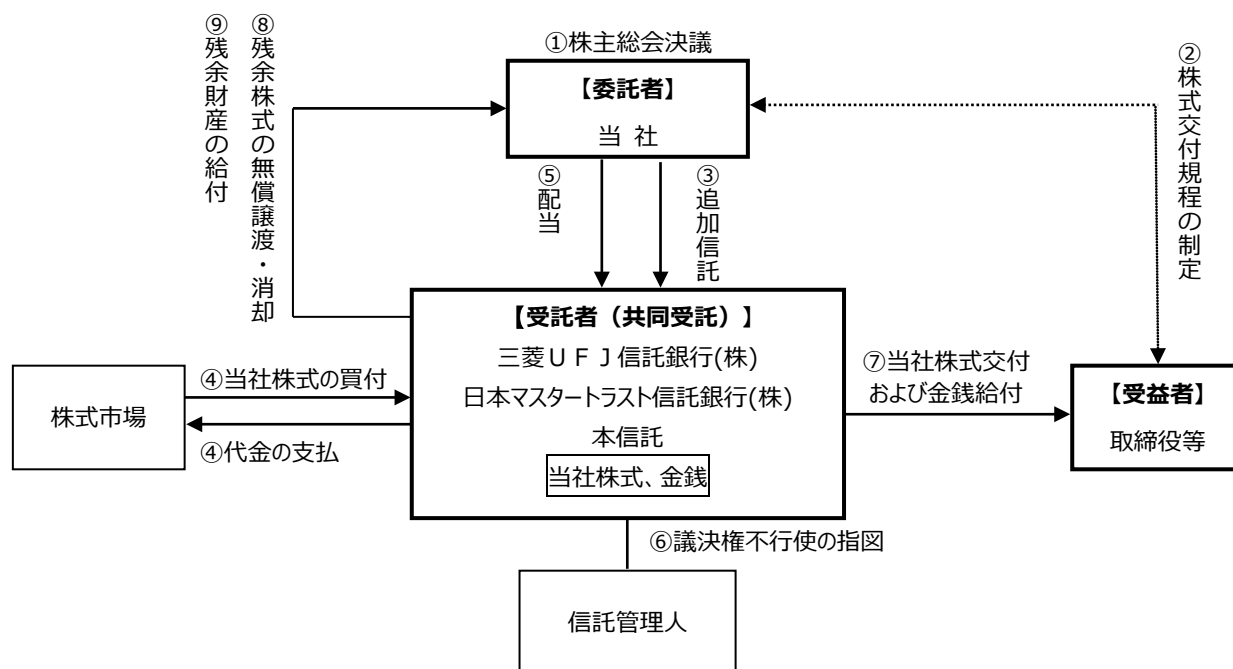 ①株主総会決議
【委託者】
当 社
⑨残余財産の給付
⑧残余株式の無償譲渡・消却
⑤配当
③追加信託
②株式交付規程の制定
【受託者（共同受託）】
三菱ＵＦＪ信託銀行(株)
日本マスタートラスト信託銀行(株)
本信託
当社株式、金銭
株式市場
④当社株式の買付
④代金の支払
⑦当社株式交付
および金銭給付
【受益者】
取締役等
⑥議決権不行使の指図
信託管理人